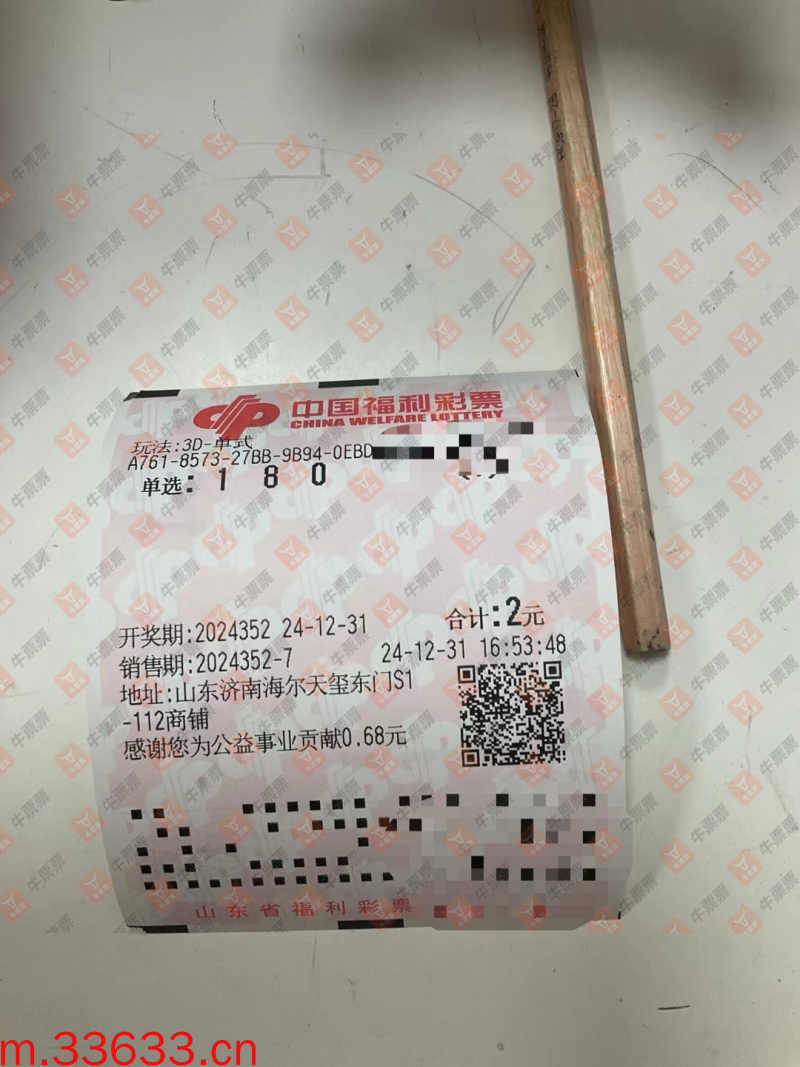 中国福利彩票
CHINA WELFARE LOTTERY
玩法:3D-单式
A761-8573-27BB-9B94-0EBD
单选: 1 8 0
合计:2元
开奖期:2024352 24-12-31
销售期:2024352-7 24-12-31 16:53:48
地址:山东济南海尔天玺东门S1
-112商铺
感谢您为公益事业贡献0.68元
山东省福利彩票
牛票票
m.33633.cn